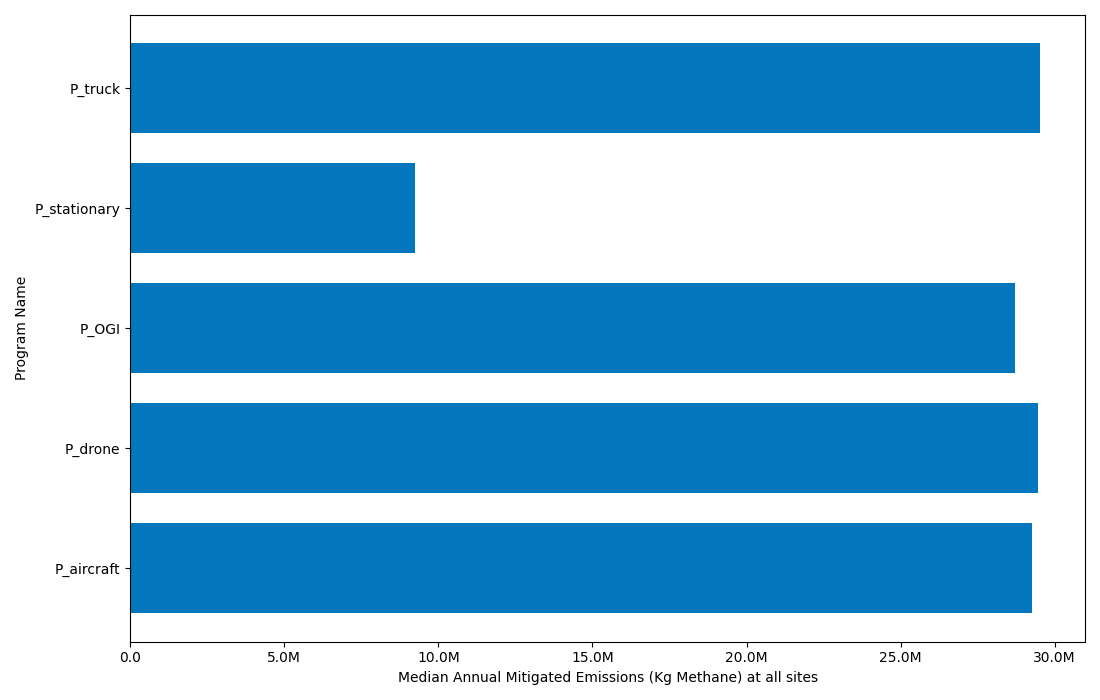 P_truck
P_stationary
P_OGI
P_drone
P_aircraft
Program Name
0.0 5.0M 10.0M 15.0M 20.0M 25.0M 30.0M
Median Annual Mitigated Emissions (Kg Methane) at all sites